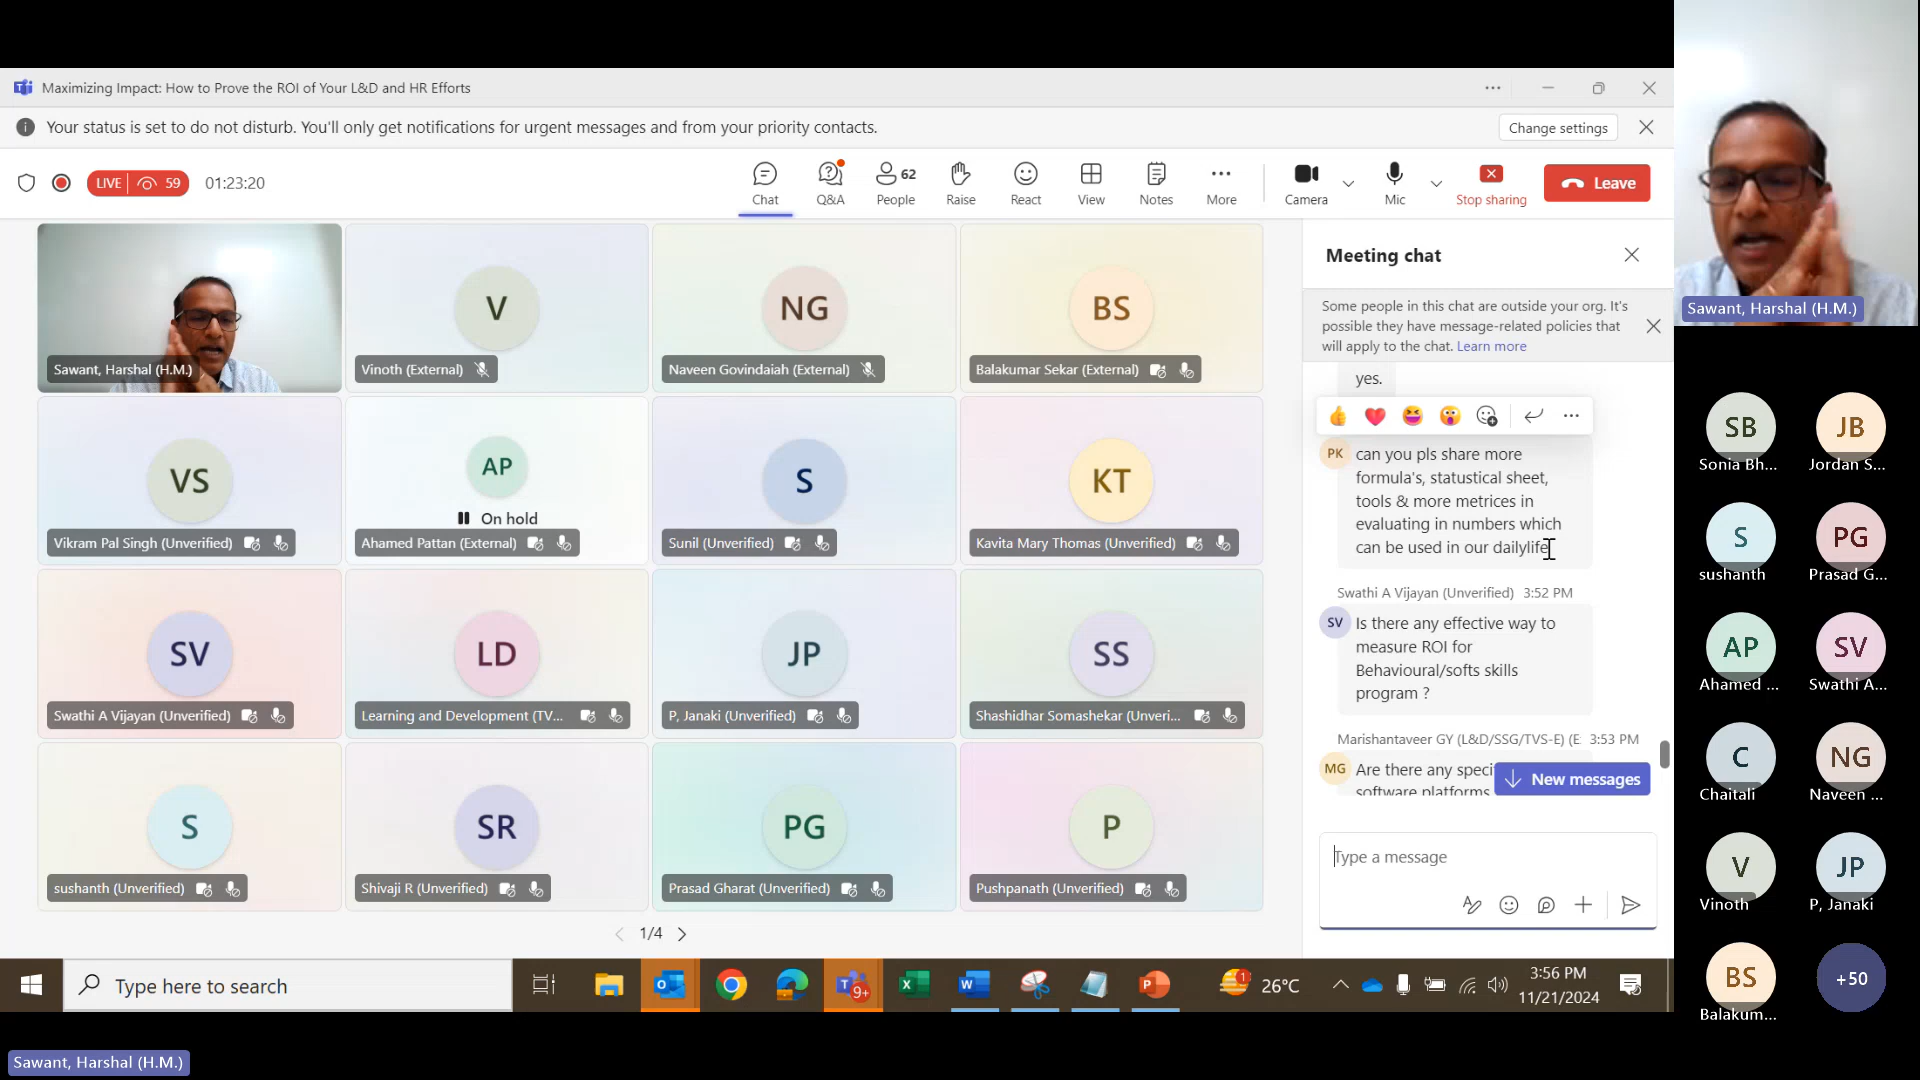 Maximizing Impact: How to Prove the ROI of Your L&D and HR Efforts
Your status is set to do not disturb. You'll only get notifications for urgent messages and from your priority contacts.
Change settings
LIVE 59
01:23:20
Chat
Q&A
62
People
Raise
React
View
Notes
More
Camera
Mic
Stop sharing
Leave
Sawant, Harshal (H.M.)
V
Vinoth (External)
NG
Naveen Govindaiah (External)
BS
Balakumar Sekar (External)
VS
Vikram Pal Singh (Unverified)
AP
On hold
Ahamed Pattan (External)
S
Sunil (Unverified)
KT
Kavita Mary Thomas (Unverified)
SV
Swathi A Vijayan (Unverified)
LD
Learning and Development (TV...
JP
P, Janaki (Unverified)
SS
Shashidhar Somashekar (Unveri...
S
sushanth (Unverified)
SR
Shivaji R (Unverified)
PG
Prasad Gharat (Unverified)
P
Pushpanath (Unverified)
1/4
Meeting chat
Some people in this chat are outside your org. It's
possible they have message-related policies that
will apply to the chat. Learn more
yes.
PK
can you pls share more
formula's, statustical sheet,
tools & more metrices in
evaluating in numbers which
can be used in our dailylife
Swathi A Vijayan (Unverified) 3:52 PM
SV
Is there any effective way to
measure ROI for
Behavioural/softs skills
program ?
Marishantaveer GY (L&D/SSG/TVS-E) (E 3:53 PM
MG
Are there any speci
software platforms
New messages
Type a message
Type here to search
9+
1
26°C
3:56 PM
11/21/2024
Sawant, Harshal (H.M.)
Sawant, Harshal (H.M.)
SB
Sonia Bh...
JB
Jordan S...
S
sushanth
PG
Prasad G...
AP
Ahamed ...
SV
Swathi A...
C
Chaitali
NG
Naveen ...
V
Vinoth
JP
P, Janaki
BS
Balakum...
+50